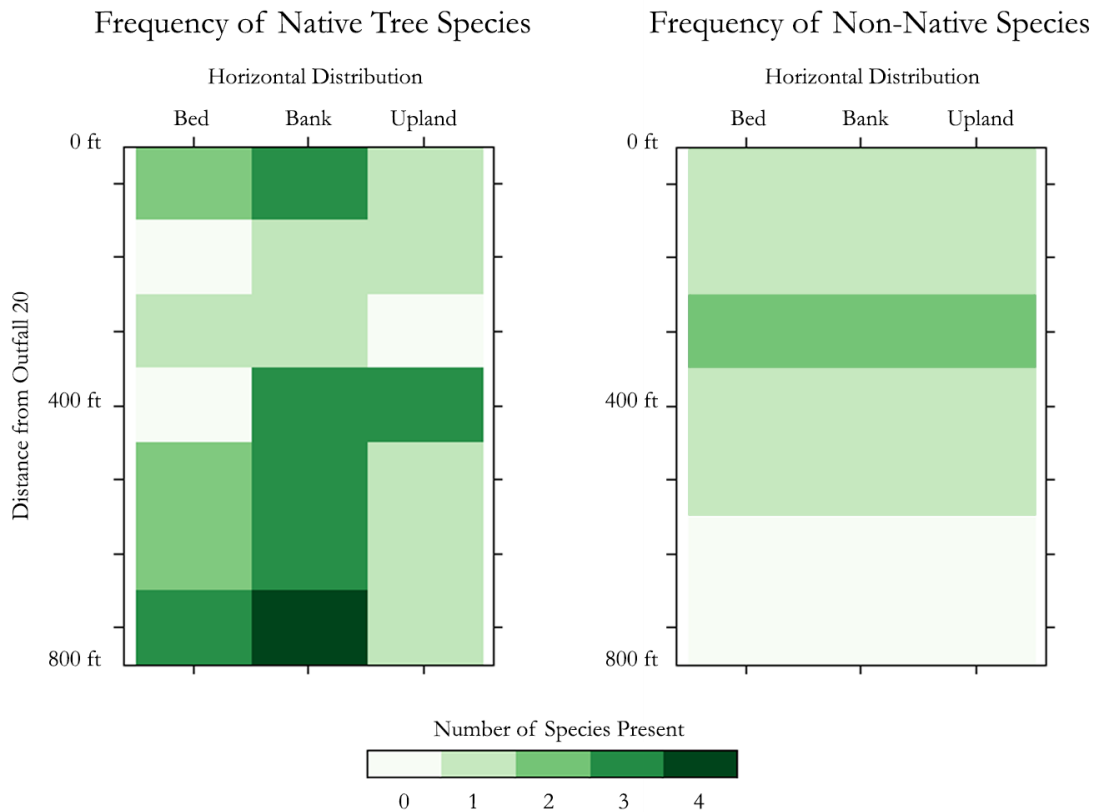 Frequency of Native Tree Species
Horizontal Distribution
Bed Bank Upland
0 ft
400 ft
800 ft
Distance from Outfall 20
Frequency of Non-Native Species
Horizontal Distribution
Bed Bank Upland
0 ft
400 ft
800 ft
Number of Species Present
0 1 2 3 4